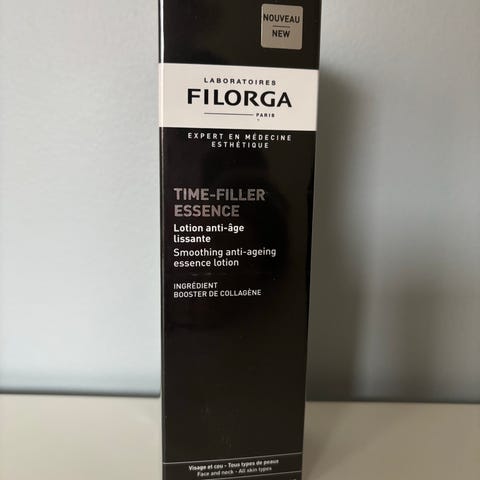 NOUVEAU
NEW
LABORATOIRES
FILORGA
PARIS
EXPERT EN MÉDECINE
ESTHÉTIQUE
TIME-FILLER
ESSENCE
Lotion anti-âge
lissante
Smoothing anti-ageing
essence lotion
INGRÉDIENT
BOOSTER DE COLLAGÈNE
Visage et cou - Tous types de peaux
Face and neck - All skin types